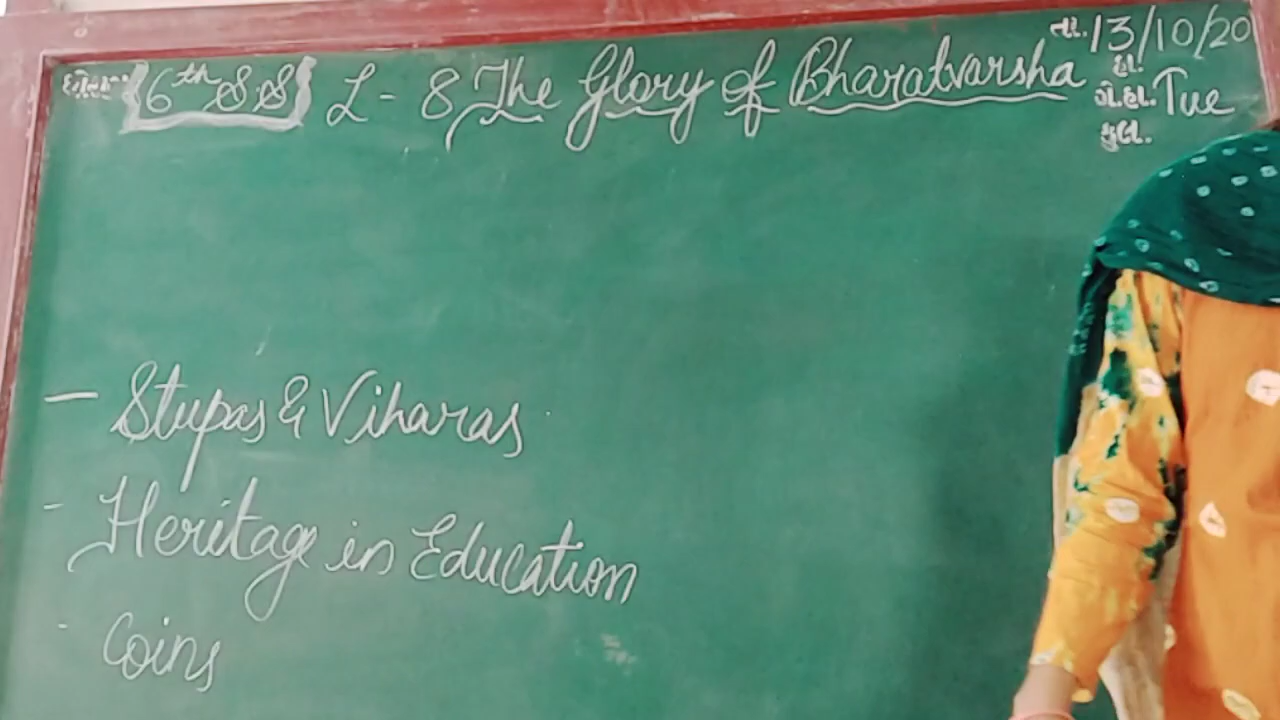 6th S.S L-8 The Glory of Bharatvarsha
તા. 13/10/20
હા.
ગે.હા. Tue
કુલ.
- Stupas & Viharas
- Heritage in Education
- Coins